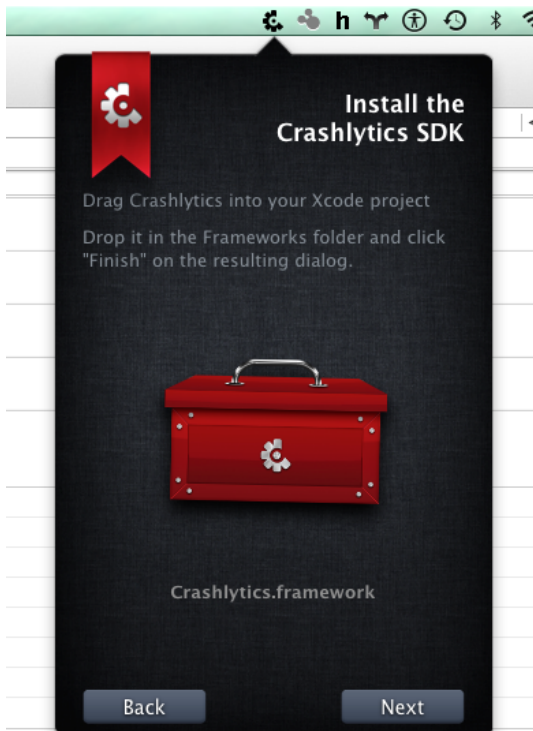 h
Install the
Crashlytics SDK
Drag Crashlytics into your Xcode project
Drop it in the Frameworks folder and click
"Finish" on the resulting dialog.
Crashlytics.framework
Back
Next